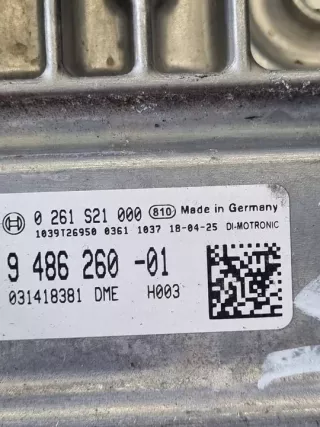 0 261 S21 000 810 Made in Germany
1039T26950 0361 1037 18-04-25 DI-MOTRONIC
9 486 260 -01
031418381 DME H003